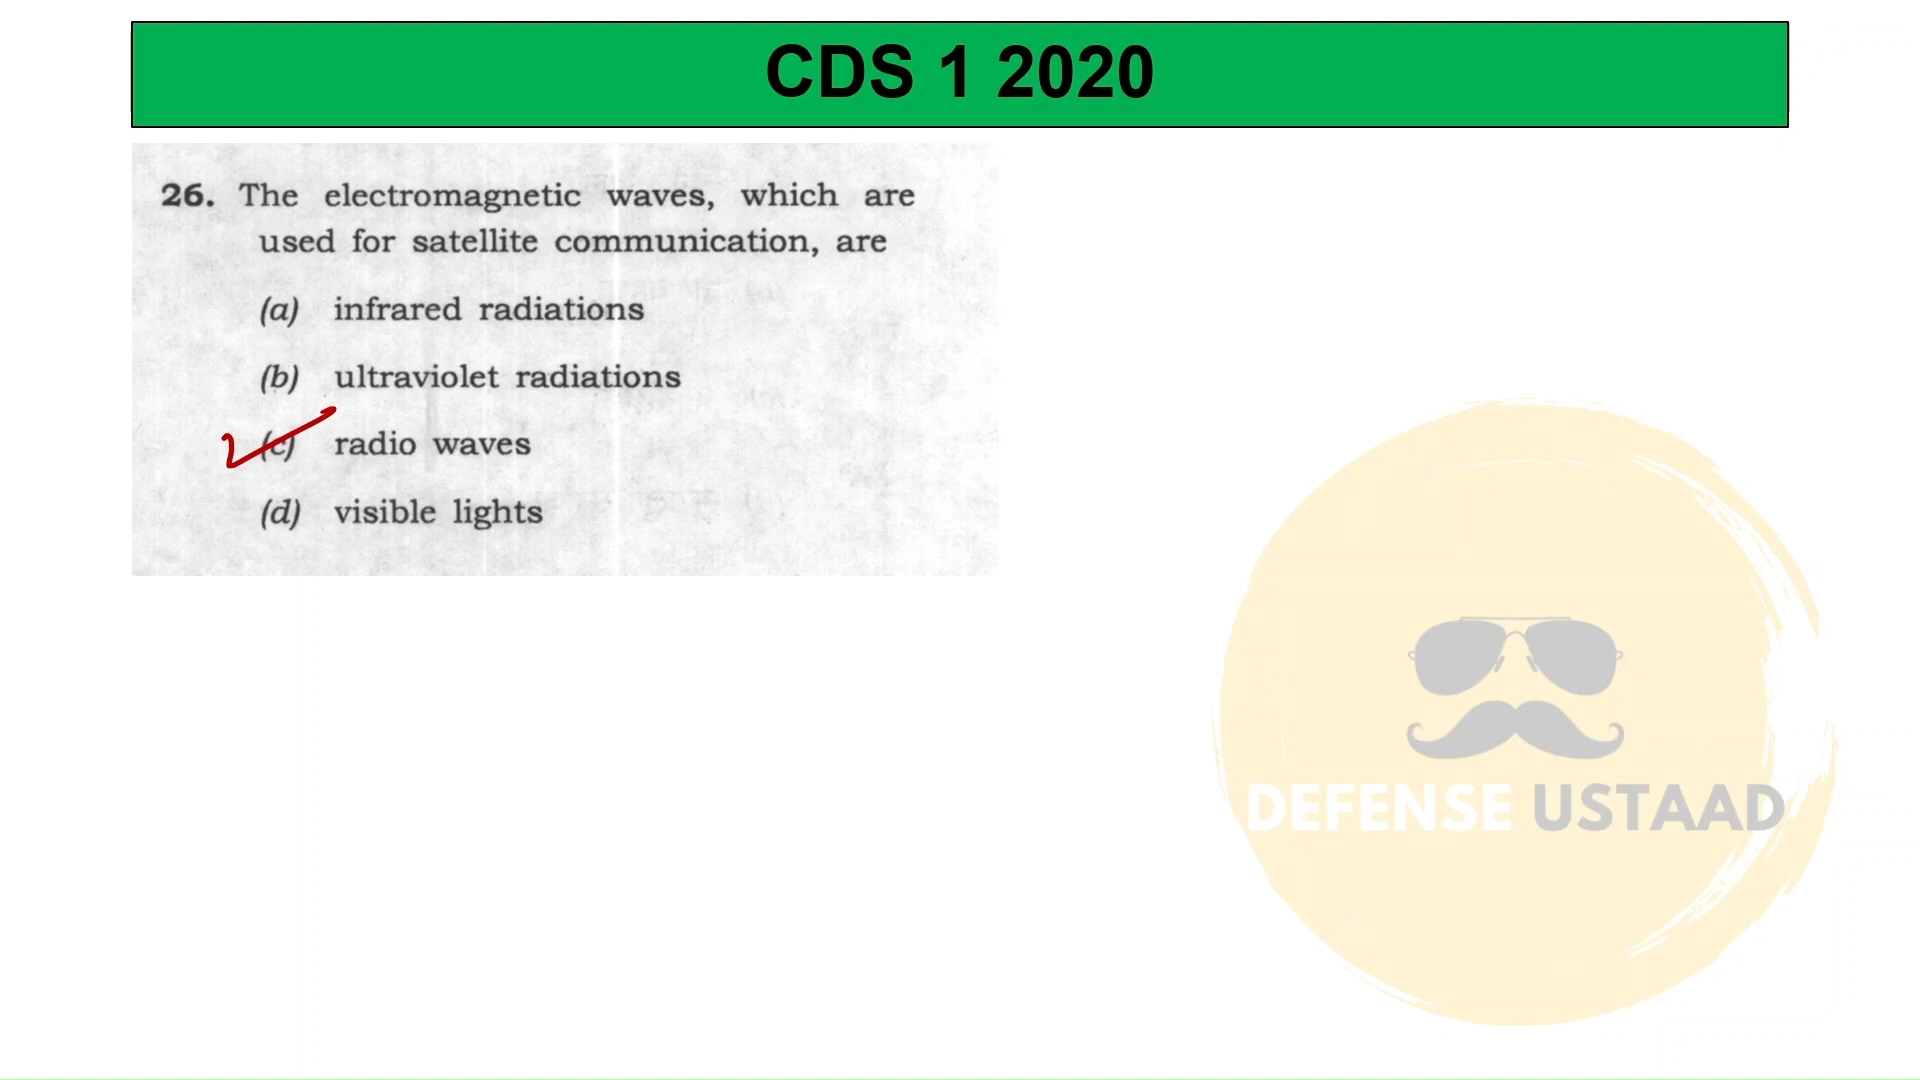 CDS 1 2020
26. The electromagnetic waves, which are
used for satellite communication, are
(a) infrared radiations
(b) ultraviolet radiations
(c) radio waves
(d) visible lights
DEFENSE USTAAD